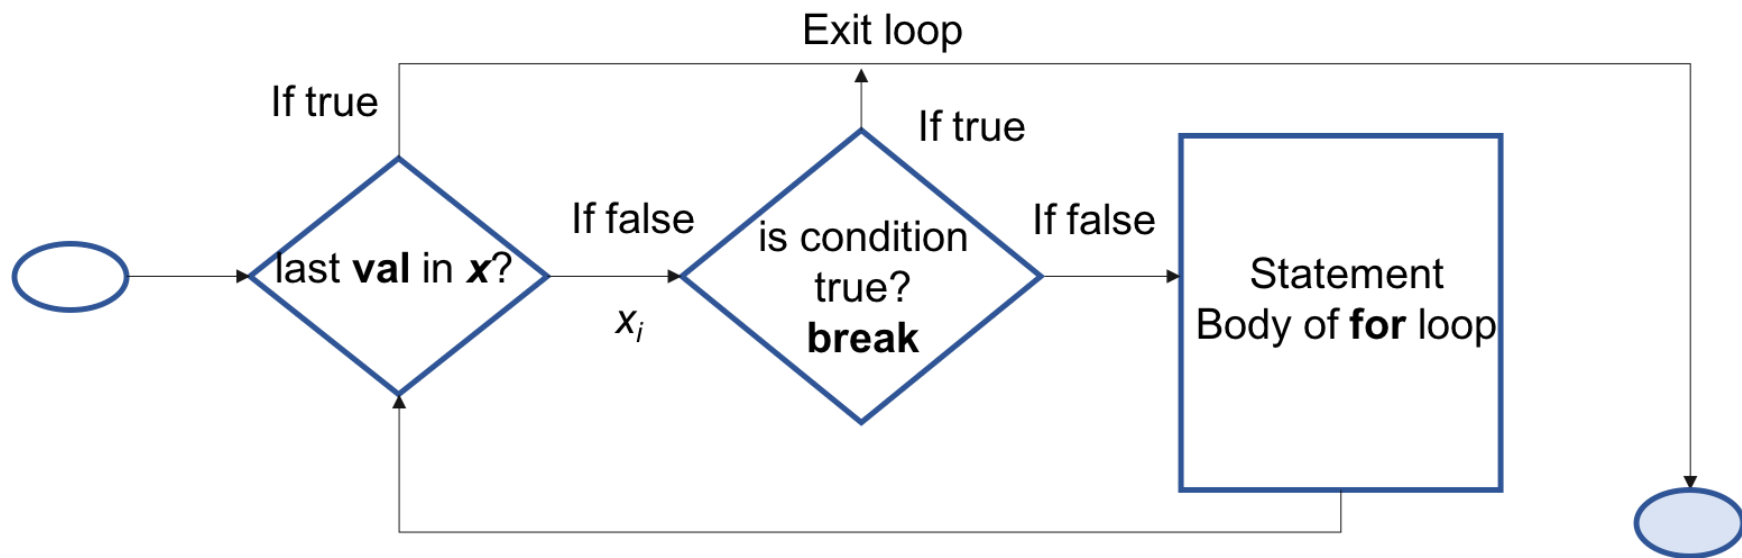 Exit loop
If true
If true
If false
If false
last val in x?
is condition
true?
break
Statement
Body of for loop
xi